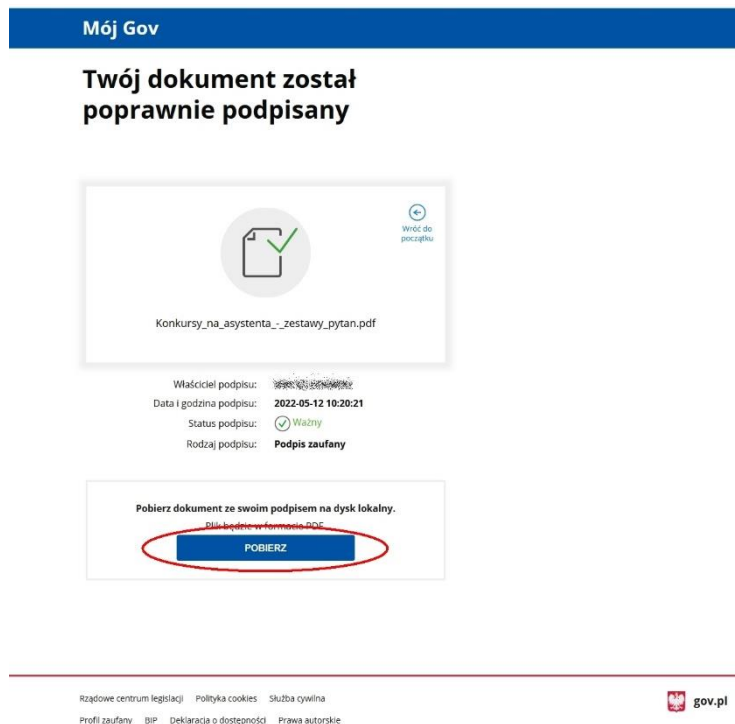 Mój Gov
Twój dokument został
poprawnie podpisany
Wróć do
początku
Konkursy_na_asystenta_-_zestawy_pytan.pdf
Właściciel podpisu:
Data i godzina podpisu: 2022-05-12 10:20:21
Status podpisu: Ważny
Rodzaj podpisu: Podpis zaufany
Pobierz dokument ze swoim podpisem na dysk lokalny.
Plik będzie w formacie PDF
POBIERZ
Rządowe centrum legislacji Polityka cookies Służba cywilna
gov.pl
Profil zaufany BIP Deklaracja o dostępności Prawa autorskie